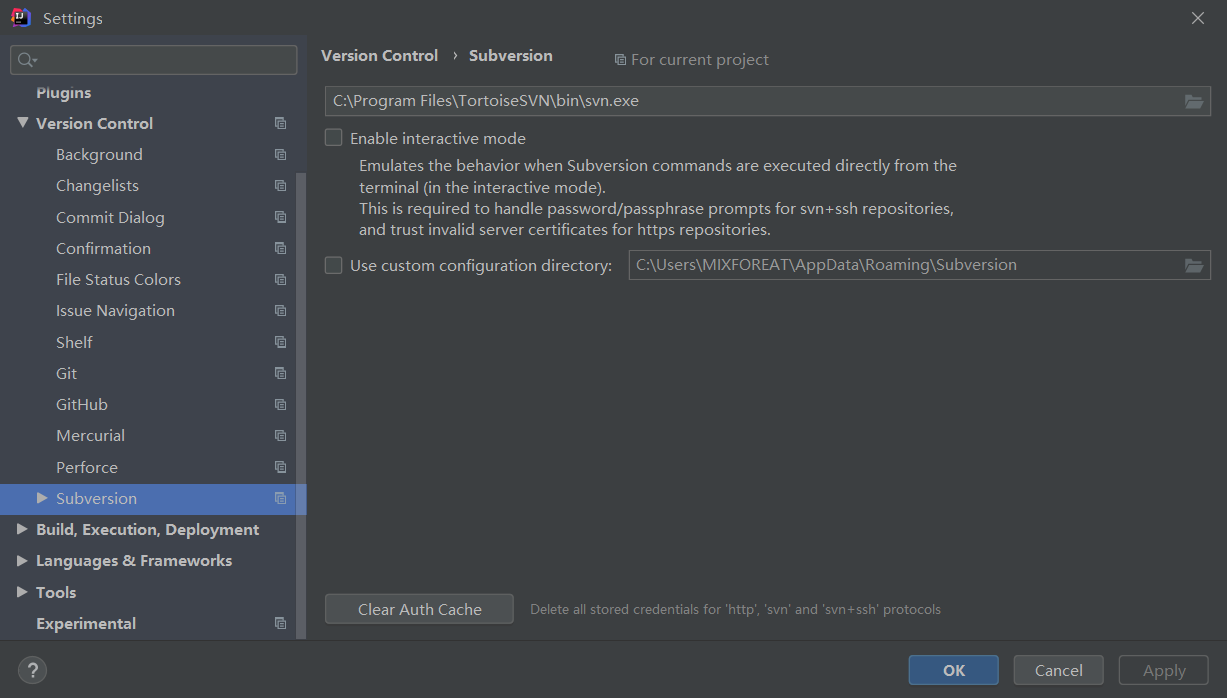 Settings
Plugins
Version Control
Background
Changelists
Commit Dialog
Confirmation
File Status Colors
Issue Navigation
Shelf
Git
GitHub
Mercurial
Perforce
Subversion
Build, Execution, Deployment
Languages & Frameworks
Tools
Experimental
Version Control › Subversion
For current project
C:\Program Files\TortoiseSVN\bin\svn.exe
Enable interactive mode
Emulates the behavior when Subversion commands are executed directly from the
terminal (in the interactive mode).
This is required to handle password/passphrase prompts for svn+ssh repositories,
and trust invalid server certificates for https repositories.
Use custom configuration directory:
C:\Users\MIXFOREAT\AppData\Roaming\Subversion
Clear Auth Cache
Delete all stored credentials for 'http', 'svn' and 'svn+ssh' protocols
?
OK
Cancel
Apply